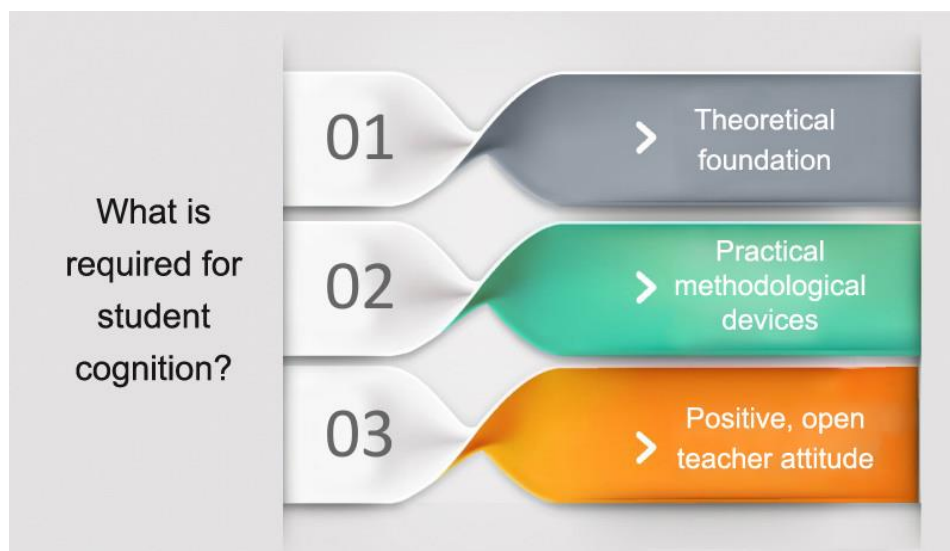 What is
required for
student
cognition?
01
Theoretical
foundation
02
Practical
methodological
devices
03
Positive, open
teacher attitude